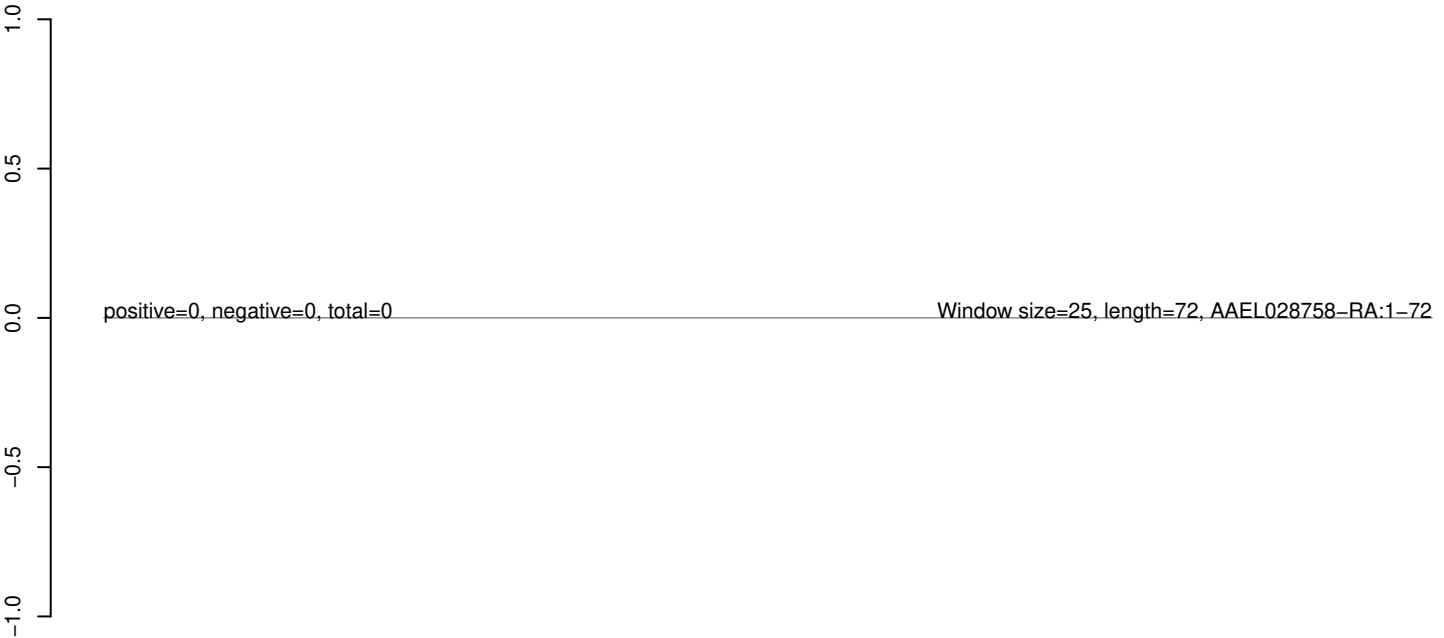 1.0
0.5
0.0
−0.5
−1.0
positive=0, negative=0, total=0
Window size=25, length=72, AAEL028758−RA:1−72